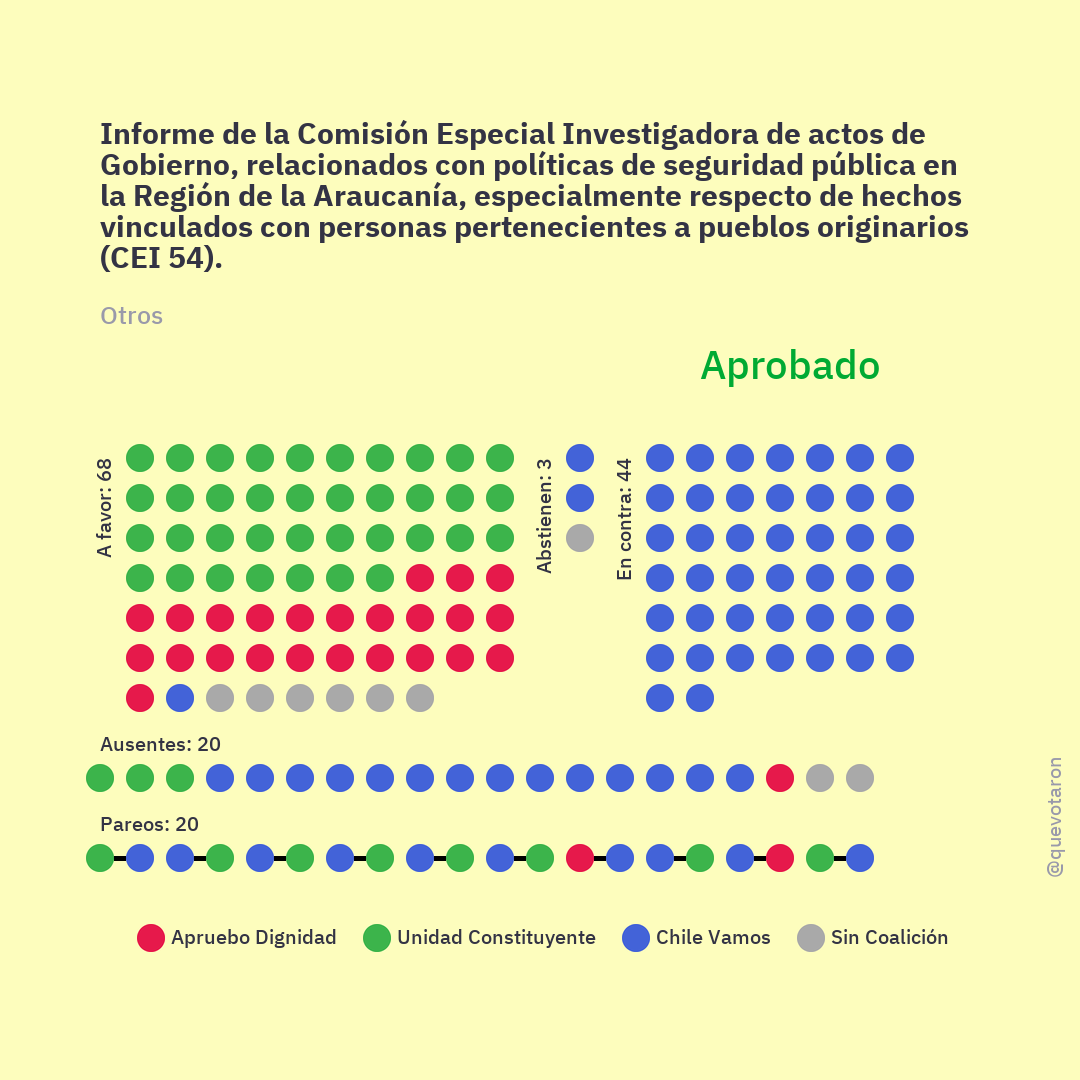 Informe de la Comisión Especial Investigadora de actos de
Gobierno, relacionados con políticas de seguridad pública en
la Región de la Araucanía, especialmente respecto de hechos
vinculados con personas pertenecientes a pueblos originarios
(CEI 54).
Otros
Aprobado
A favor: 68
Abstienen: 3
En contra: 44
Ausentes: 20
Pareos: 20
@quevotaron
Apruebo Dignidad
Unidad Constituyente
Chile Vamos
Sin Coalición